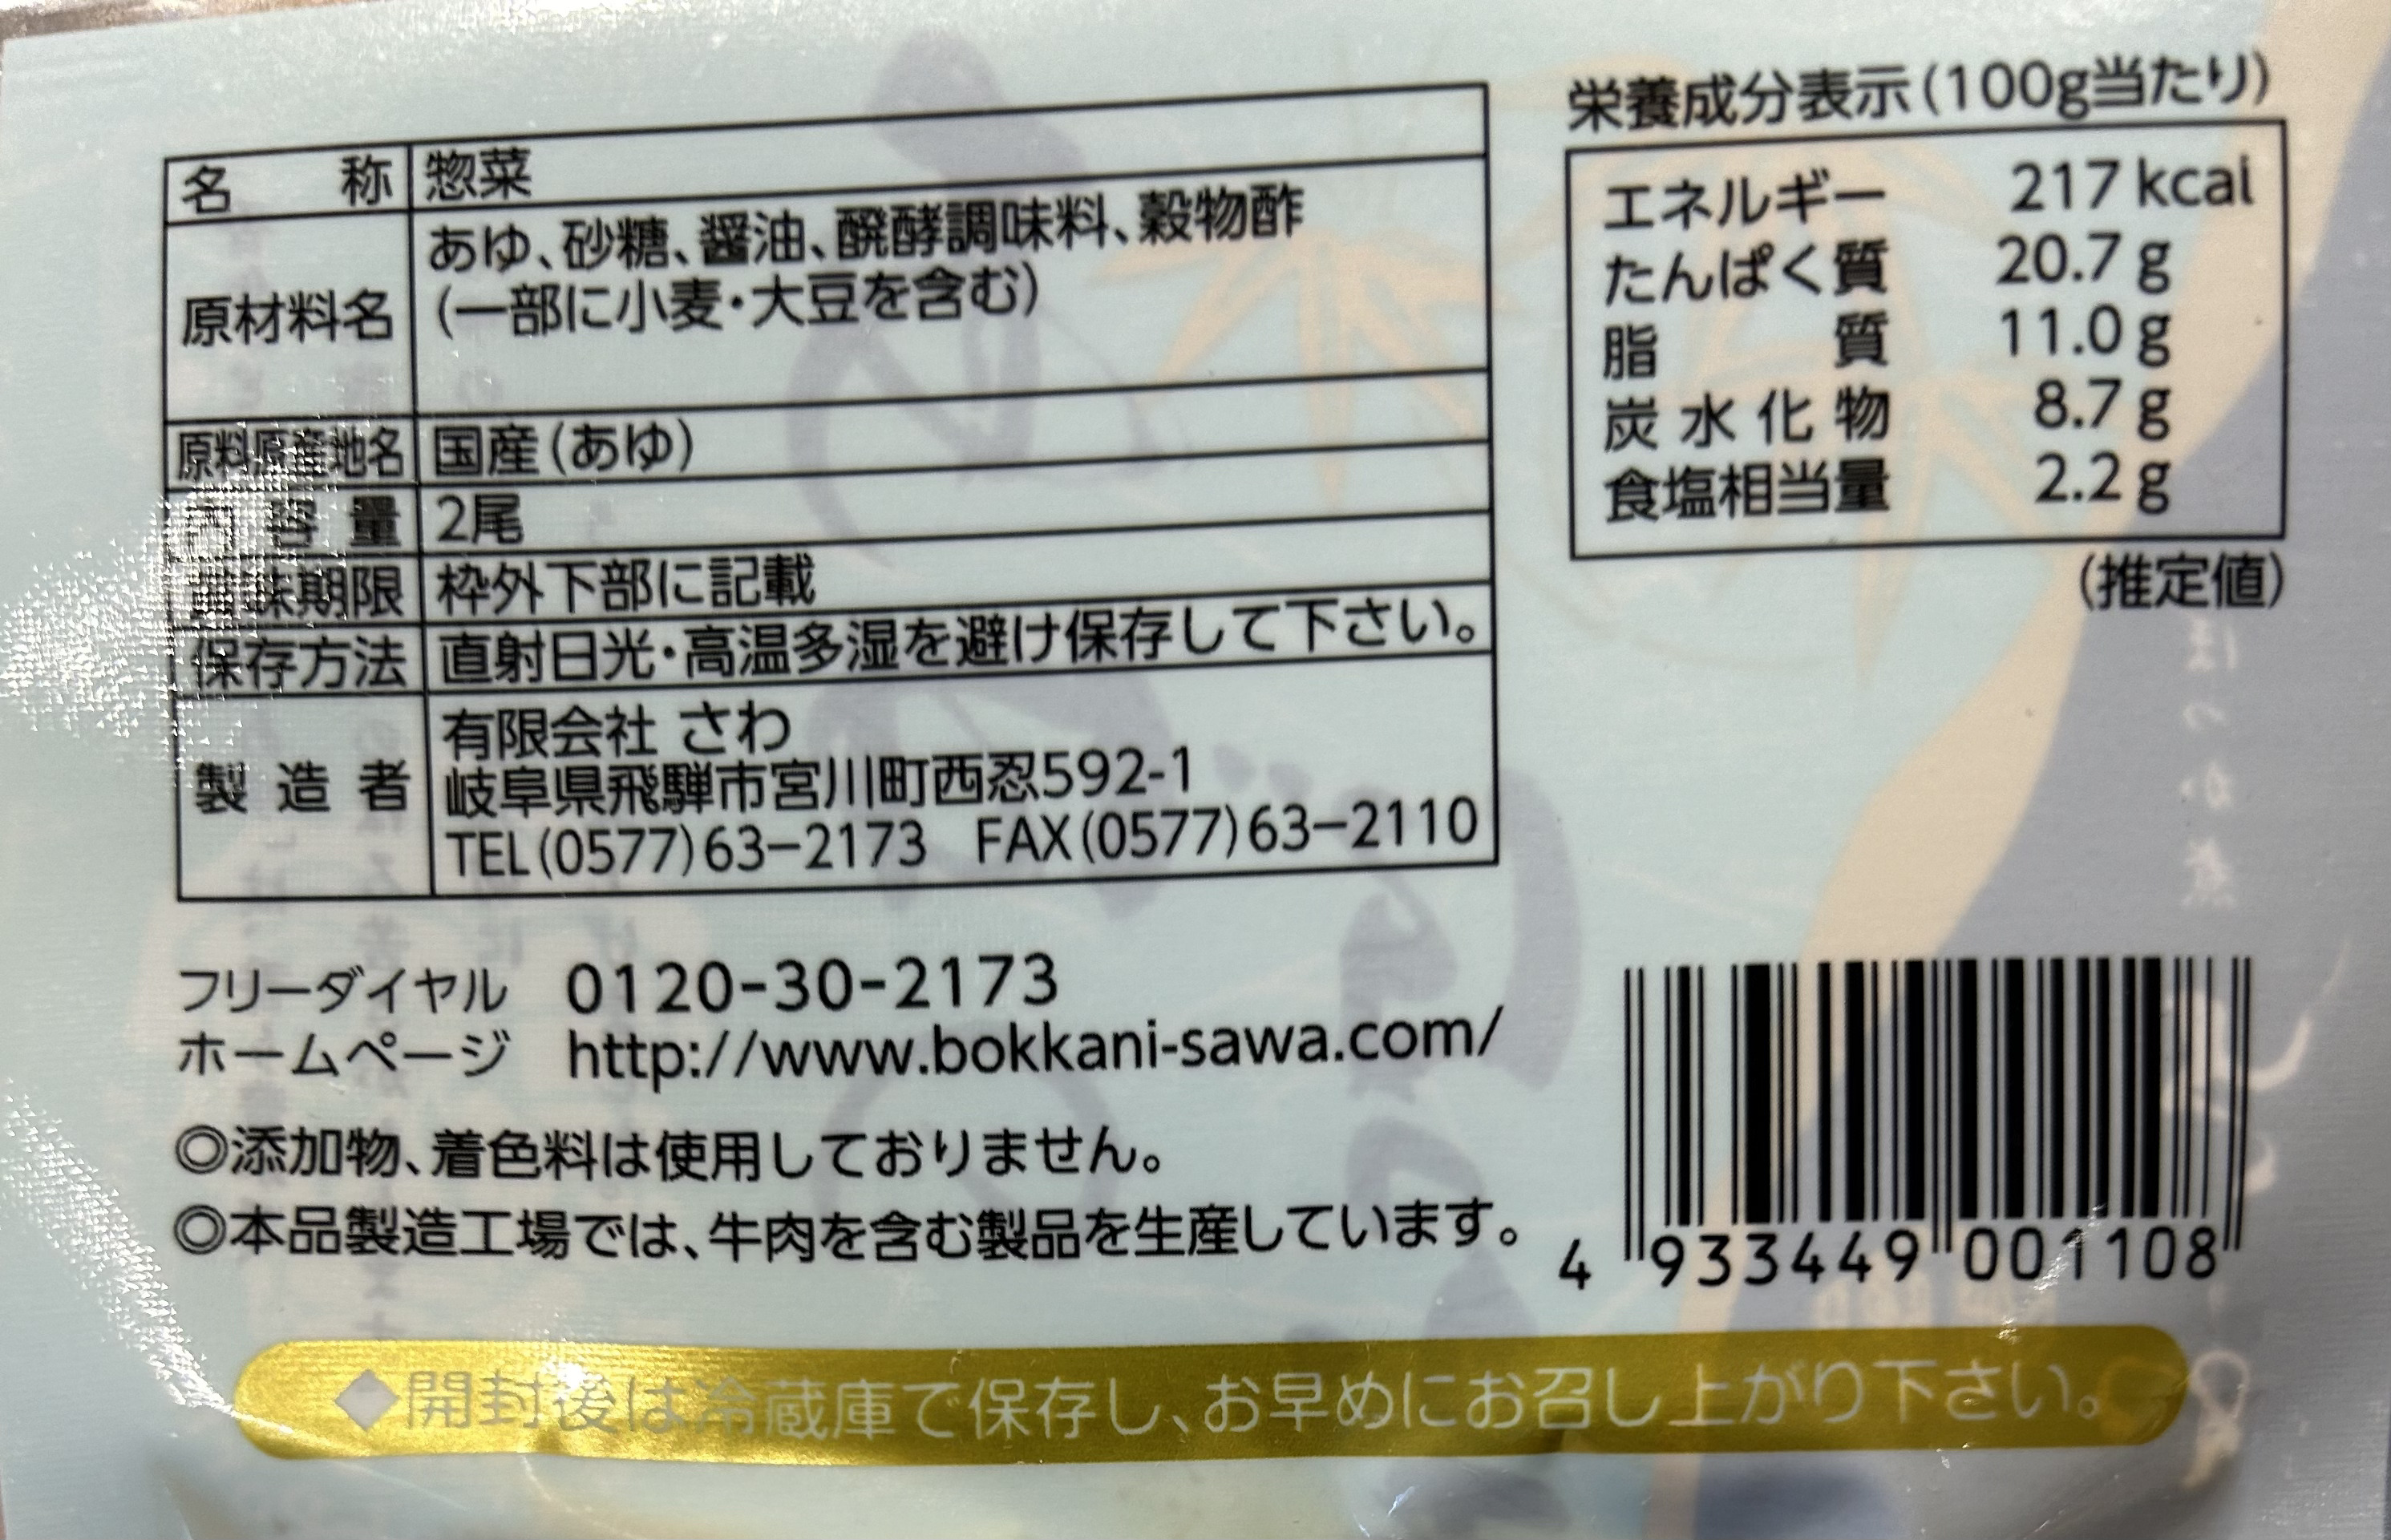 名称 惣菜
原材料名 あゆ、砂糖、醤油、醗酵調味料、穀物酢
(一部に小麦・大豆を含む)
原料原産地名 国産(あゆ)
内容量 2尾
賞味期限 枠外下部に記載
保存方法 直射日光・高温多湿を避け保存して下さい。
製造者 有限会社 さわ
岐阜県飛騨市宮川町西忍592-1
TEL(0577)63-2173 FAX(0577)63-2110
栄養成分表示(100g当たり)
エネルギー 217kcal
たんぱく質 20.7g
脂質 11.0g
炭水化物 8.7g
食塩相当量 2.2g
(推定値)
フリーダイヤル 0120-30-2173
ホームページ http://www.bokkani-sawa.com/
◎添加物、着色料は使用しておりません。
◎本品製造工場では、牛肉を含む製品を生産しています。
4 933449 001108
◆開封後は冷蔵庫で保存し、お早めにお召し上がり下さい。